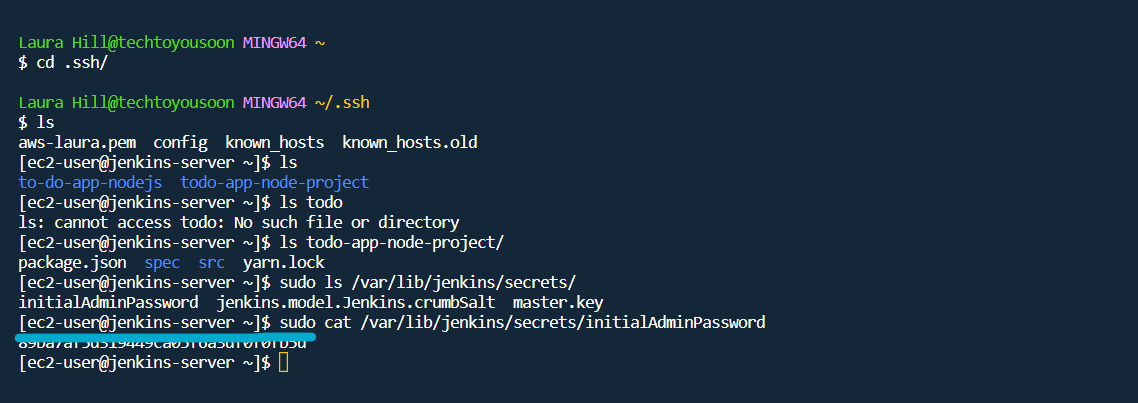 Laura Hill@techtoyousoon MINGW64 ~
$ cd .ssh/
Laura Hill@techtoyousoon MINGW64 ~/.ssh
$ ls
aws-laura.pem config known_hosts known_hosts.old
[ec2-user@jenkins-server ~]$ ls
to-do-app-nodejs todo-app-node-project
[ec2-user@jenkins-server ~]$ ls todo
ls: cannot access todo: No such file or directory
[ec2-user@jenkins-server ~]$ ls todo-app-node-project/
package.json spec src yarn.lock
[ec2-user@jenkins-server ~]$ sudo ls /var/lib/jenkins/secrets/
initialAdminPassword jenkins.model.Jenkins.crumbSalt master.key
[ec2-user@jenkins-server ~]$ sudo cat /var/lib/jenkins/secrets/initialAdminPassword
[ec2-user@jenkins-server ~]$